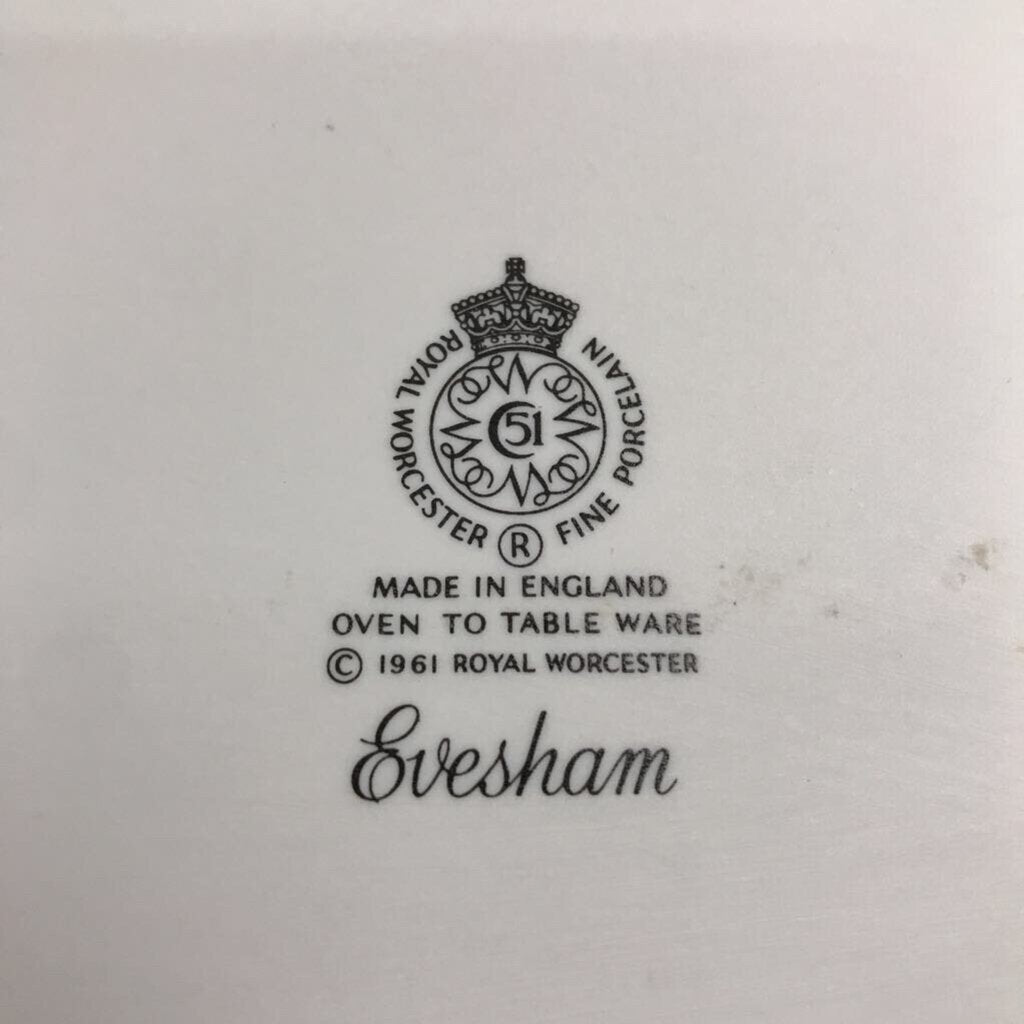 ROYAL WORCESTER ® FINE PORCELAIN
C51
MADE IN ENGLAND
OVEN TO TABLE WARE
© 1961 ROYAL WORCESTER
Evesham